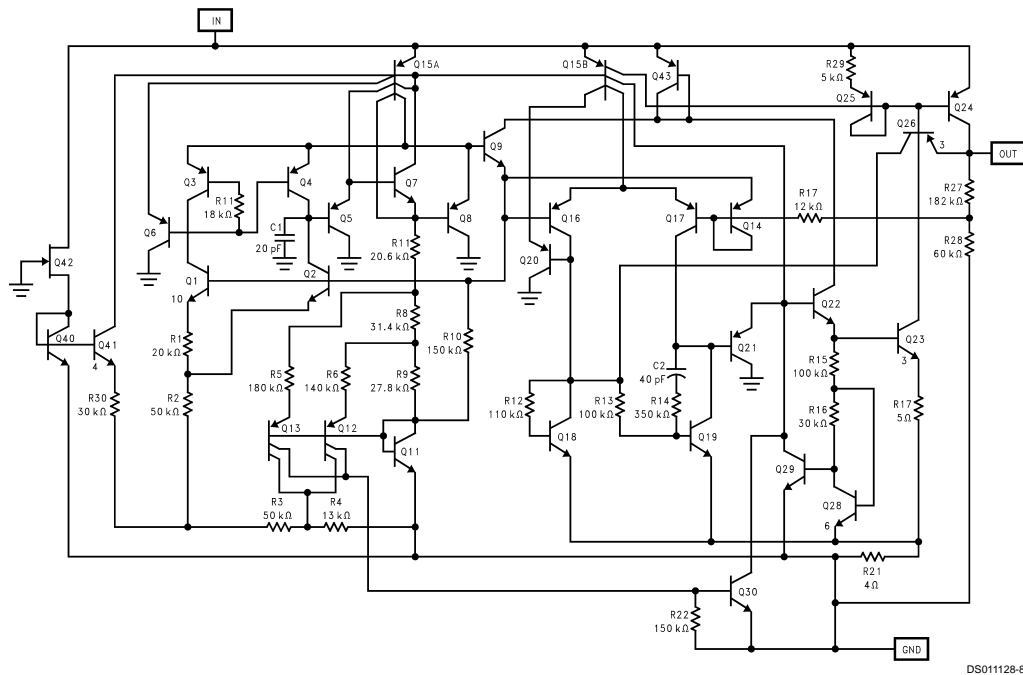 IN
Q15A
Q15B
Q43
R29
5 kΩ
Q25
Q24
Q26
3
OUT
Q9
Q3
R11
18 kΩ
Q4
Q7
Q5
Q8
C1
20 pF
Q6
Q16
Q17
Q14
R17
12 kΩ
R27
182 kΩ
R28
60 kΩ
R11
20.6 kΩ
Q20
Q42
Q1
10
Q2
R8
31.4 kΩ
R10
150 kΩ
Q22
Q40
Q41
4
R1
20 kΩ
Q21
Q23
3
R5
180 kΩ
R6
140 kΩ
R9
27.8 kΩ
C2
40 pF
R15
100 kΩ
R30
30 kΩ
R2
50 kΩ
R12
110 kΩ
R13
100 kΩ
R14
350 kΩ
R16
30 kΩ
R17
5Ω
Q13
Q12
Q11
Q18
Q19
Q29
Q28
6
R3
50 kΩ
R4
13 kΩ
R21
4Ω
Q30
R22
150 kΩ
GND
DS011128-8